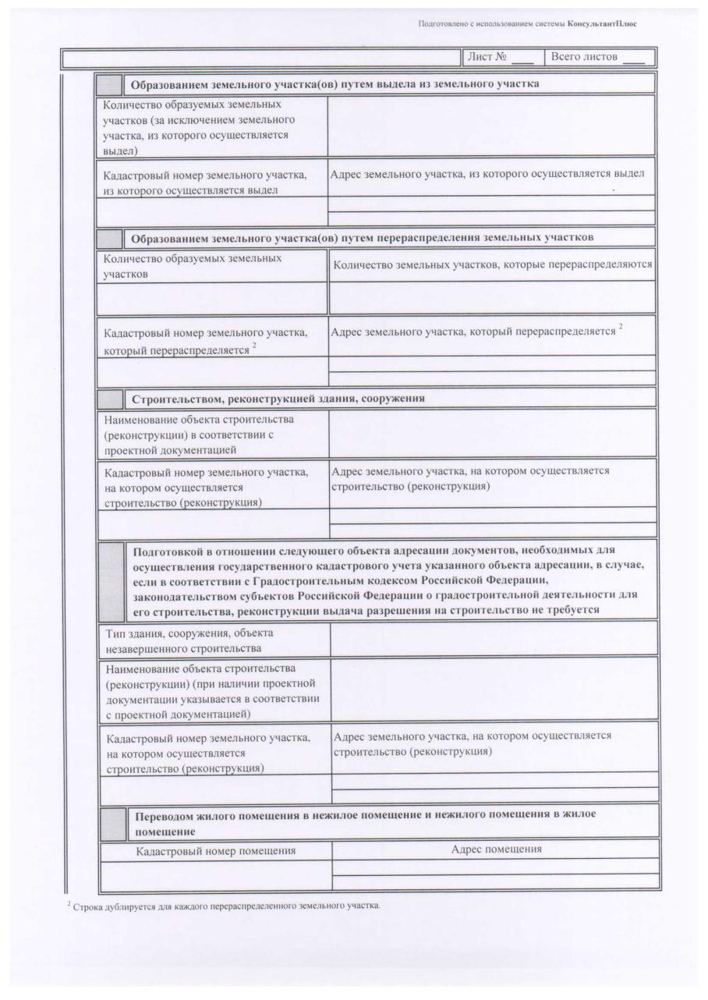 Подготовлено с использованием системы КонсультантПлюс
Лист № ____ Всего листов ____
Образованием земельного участка(ов) путем выдела из земельного участка
Количество образуемых земельных
участков (за исключением земельного
участка, из которого осуществляется
выдел)
Кадастровый номер земельного участка,
из которого осуществляется выдел
Адрес земельного участка, из которого осуществляется выдел
Образованием земельного участка(ов) путем перераспределения земельных участков
Количество образуемых земельных
участков
Количество земельных участков, которые перераспределяются
Кадастровый номер земельного участка,
который перераспределяется 2
Адрес земельного участка, который перераспределяется 2
Строительством, реконструкцией здания, сооружения
Наименование объекта строительства
(реконструкции) в соответствии с
проектной документацией
Кадастровый номер земельного участка,
на котором осуществляется
строительство (реконструкция)
Адрес земельного участка, на котором осуществляется
строительство (реконструкция)
Подготовкой в отношении следующего объекта адресации документов, необходимых для
осуществления государственного кадастрового учета указанного объекта адресации, в случае,
если в соответствии с Градостроительным кодексом Российской Федерации,
законодательством субъектов Российской Федерации о градостроительной деятельности для
его строительства, реконструкции выдача разрешения на строительство не требуется
Тип здания, сооружения, объекта
незавершенного строительства
Наименование объекта строительства
(реконструкции) (при наличии проектной
документации указывается в соответствии
с проектной документацией)
Кадастровый номер земельного участка,
на котором осуществляется
строительство (реконструкция)
Адрес земельного участка, на котором осуществляется
строительство (реконструкция)
Переводом жилого помещения в нежилое помещение и нежилого помещения в жилое
помещение
Кадастровый номер помещения
Адрес помещения
2 Строка дублируется для каждого перераспределенного земельного участка.